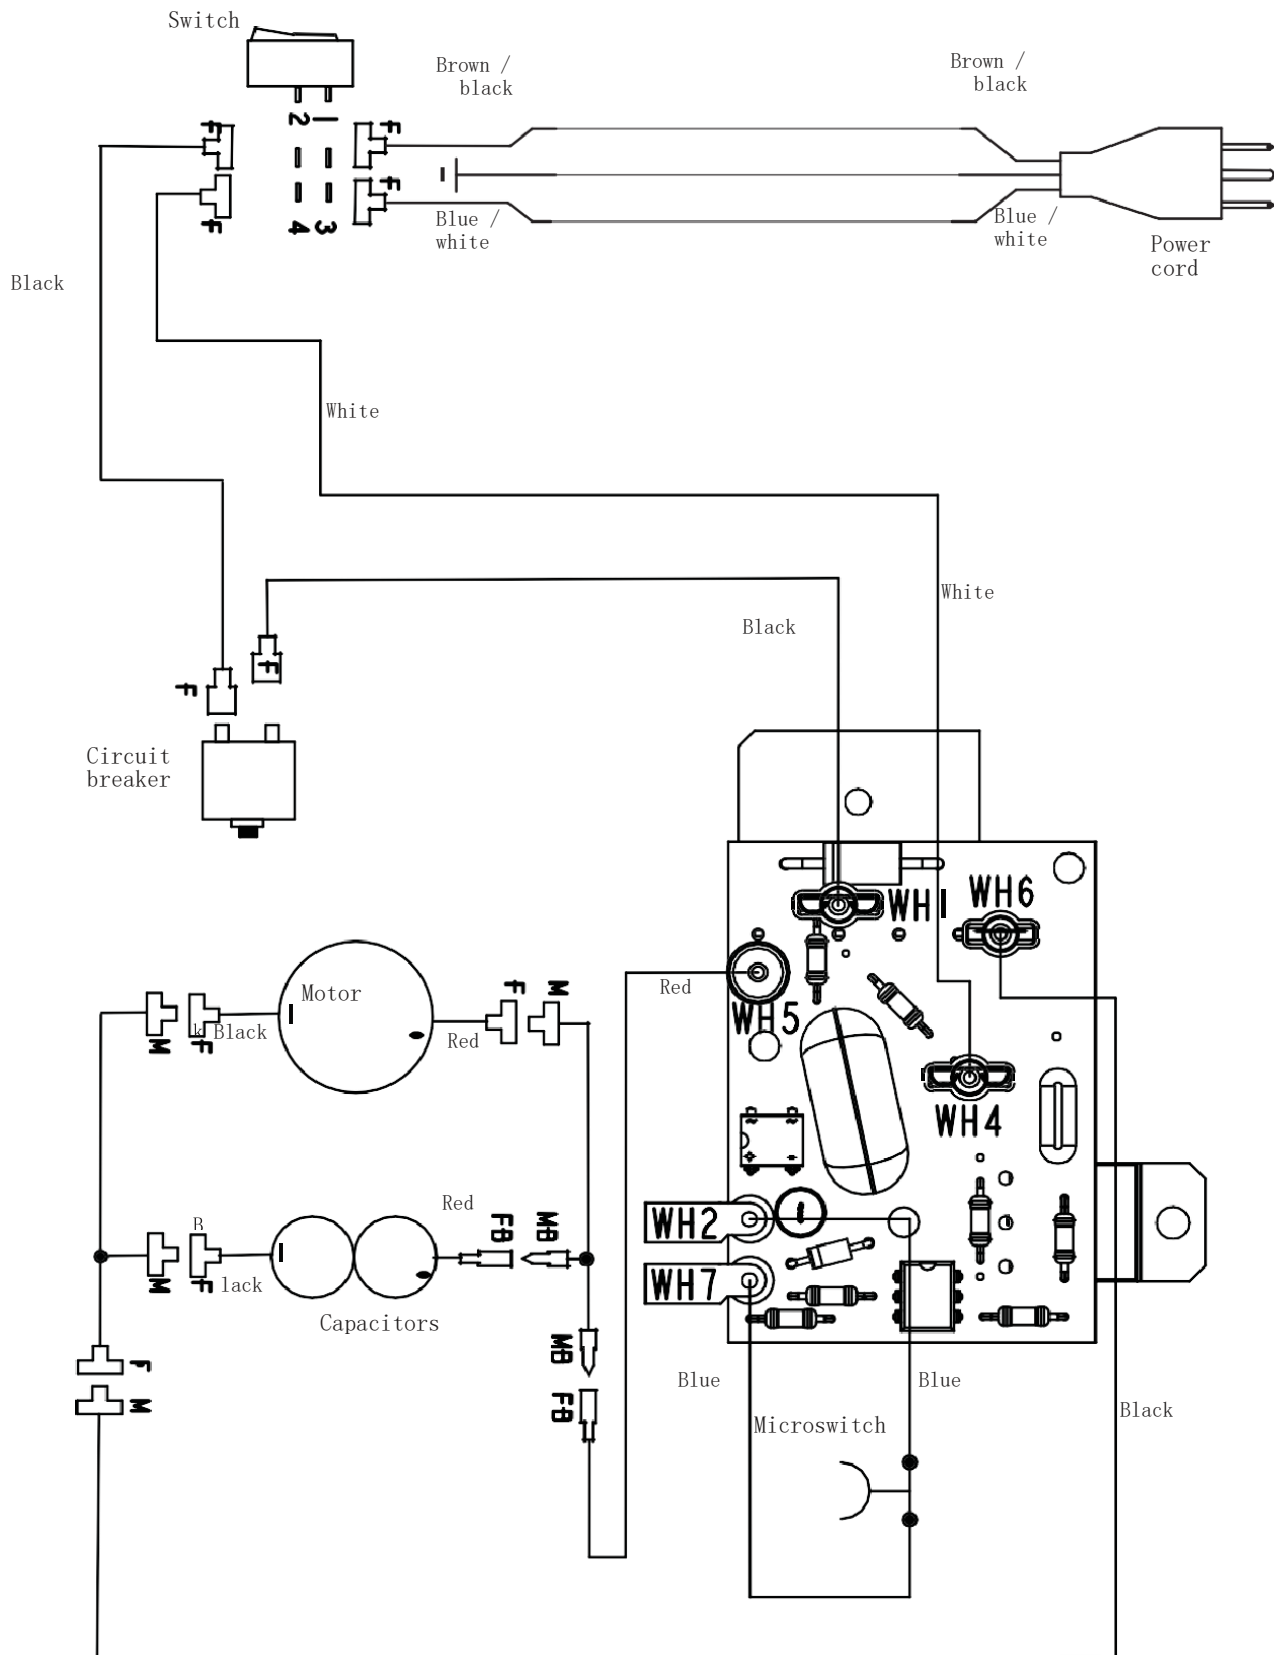 Switch
Brown /
black
Brown /
black
2 1
F
F
F
F
4 3
Blue /
white
Blue /
white
Power
cord
Black
White
White
Black
F
F
Circuit
breaker
WH1
WH6
Motor
F
M
Red
WH5
k Black
M
F
Red
WH4
B
Red
FB
MB
WH2
M
F
lack
WH7
Capacitors
F
MB
M
FB
Blue
Blue
Black
Microswitch